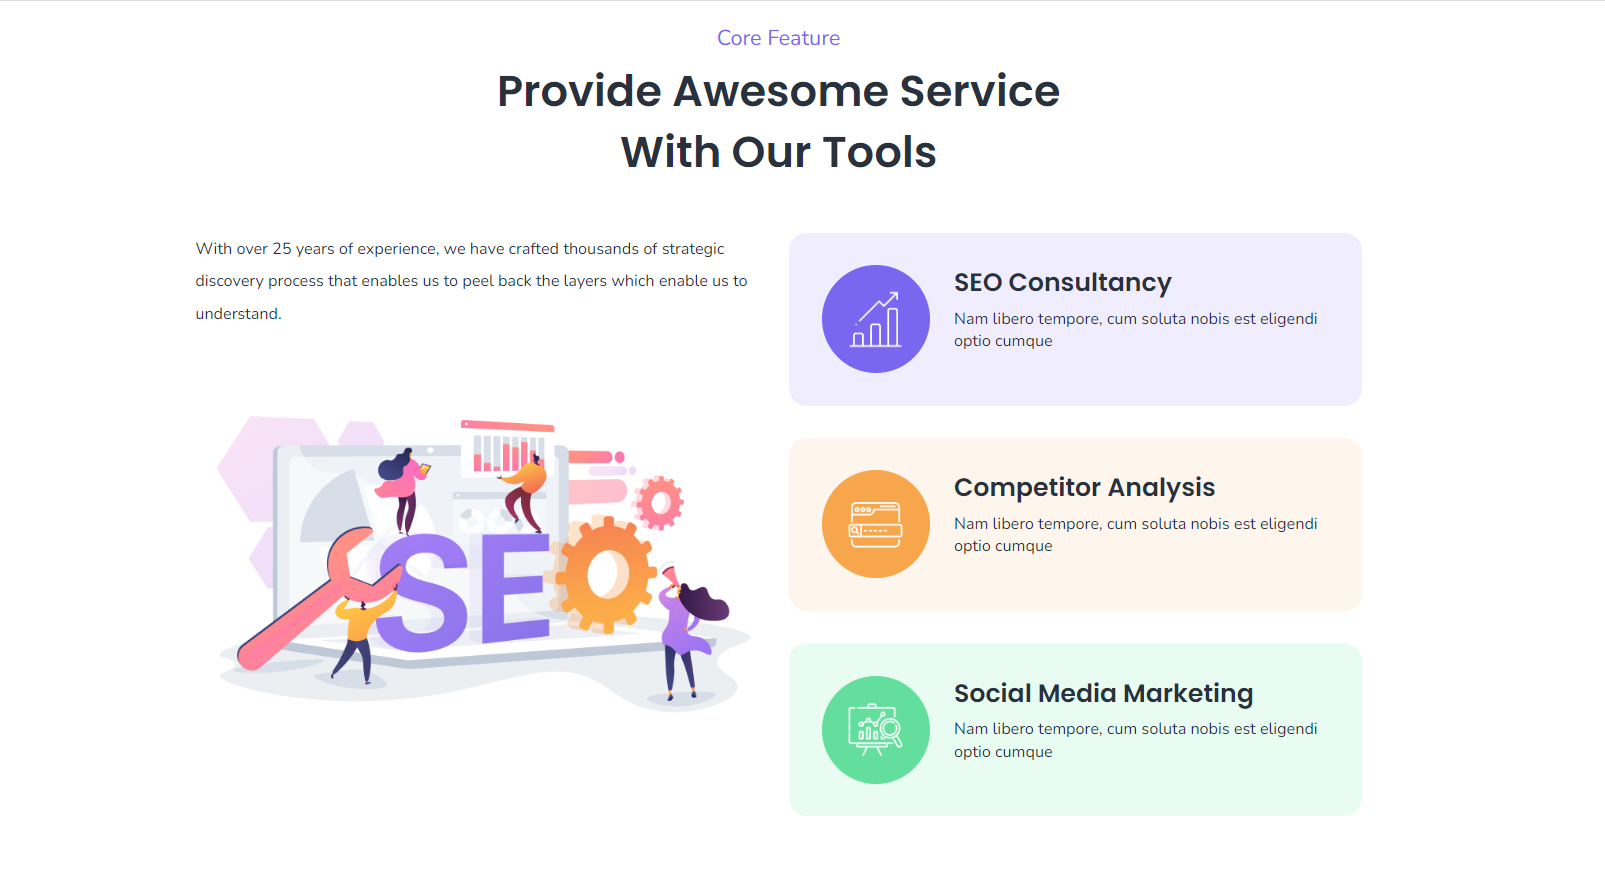 Core Feature
Provide Awesome Service
With Our Tools
With over 25 years of experience, we have crafted thousands of strategic
discovery process that enables us to peel back the layers which enable us to
understand.
SEO
SEO Consultancy
Nam libero tempore, cum soluta nobis est eligendi
optio cumque
Competitor Analysis
Nam libero tempore, cum soluta nobis est eligendi
optio cumque
Social Media Marketing
Nam libero tempore, cum soluta nobis est eligendi
optio cumque